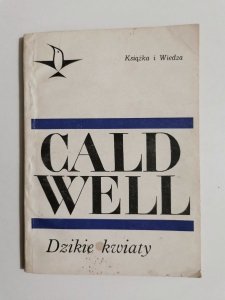 Książka i Wiedza
CALD
WELL
Dzikie kwiaty